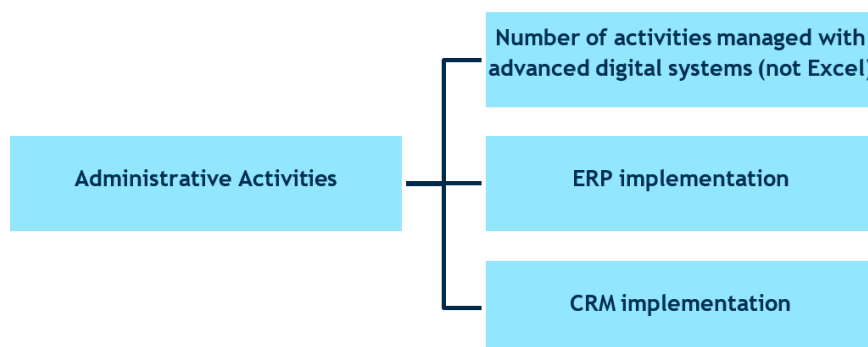 Number of activities managed with
advanced digital systems (not Excel)
Administrative Activities
ERP implementation
CRM implementation